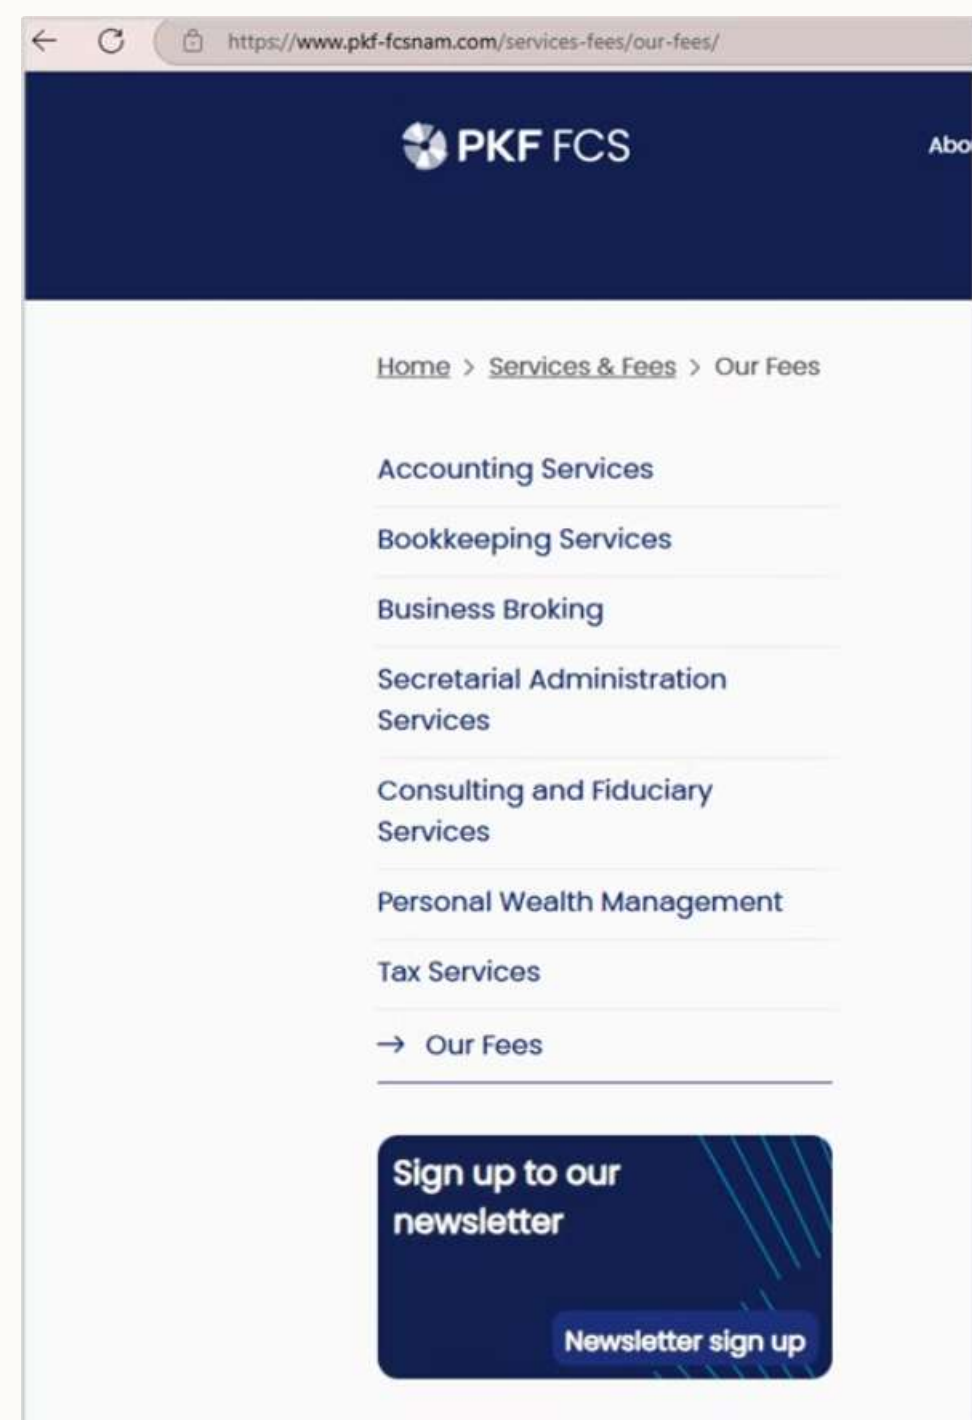 https://www.pkf-fcsnam.com/services-fees/our-fees/
PKF FCS
Abou
Home > Services & Fees > Our Fees
Accounting Services
Bookkeeping Services
Business Broking
Secretarial Administration
Services
Consulting and Fiduciary
Services
Personal Wealth Management
Tax Services
→ Our Fees
Sign up to our
newsletter
Newsletter sign up